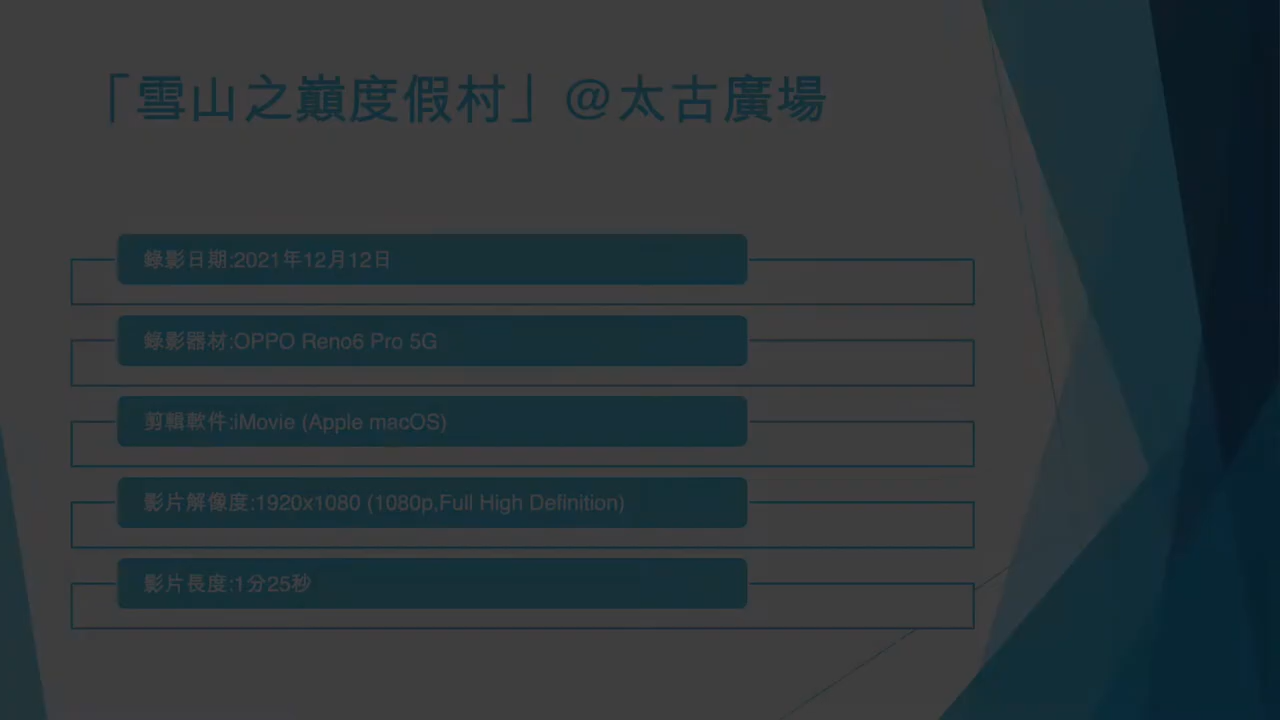 「雪山之巔度假村」@太古廣場
錄影日期:2021年12月12日
錄影器材:OPPO Reno6 Pro 5G
剪輯軟件:iMovie (Apple macOS)
影片解像度:1920x1080 (1080p,Full High Definition)
影片長度:1分25秒